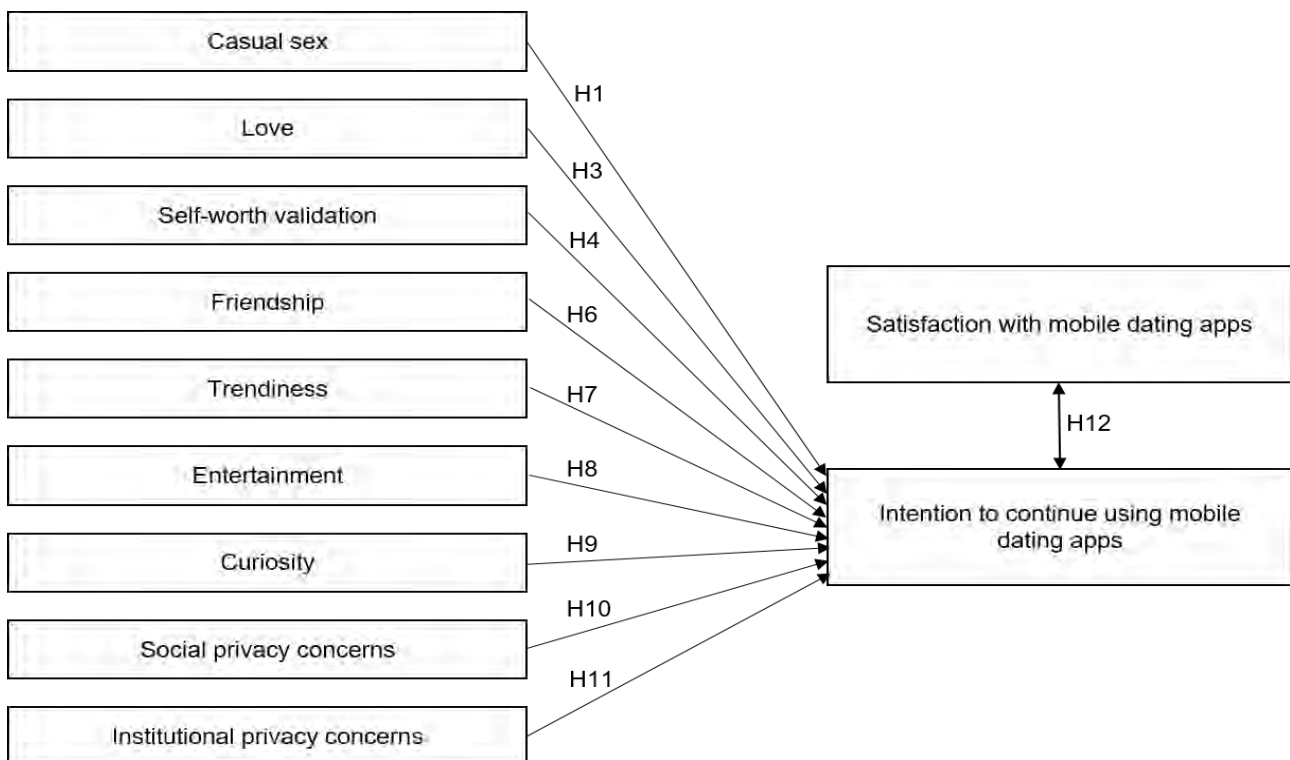 Casual sex
H1
Love
H3
Self-worth validation
H4
Friendship
H6
Trendiness
H7
Entertainment
H8
Curiosity
H9
Social privacy concerns
H10
Institutional privacy concerns
H11
Satisfaction with mobile dating apps
H12
Intention to continue using mobile
dating apps